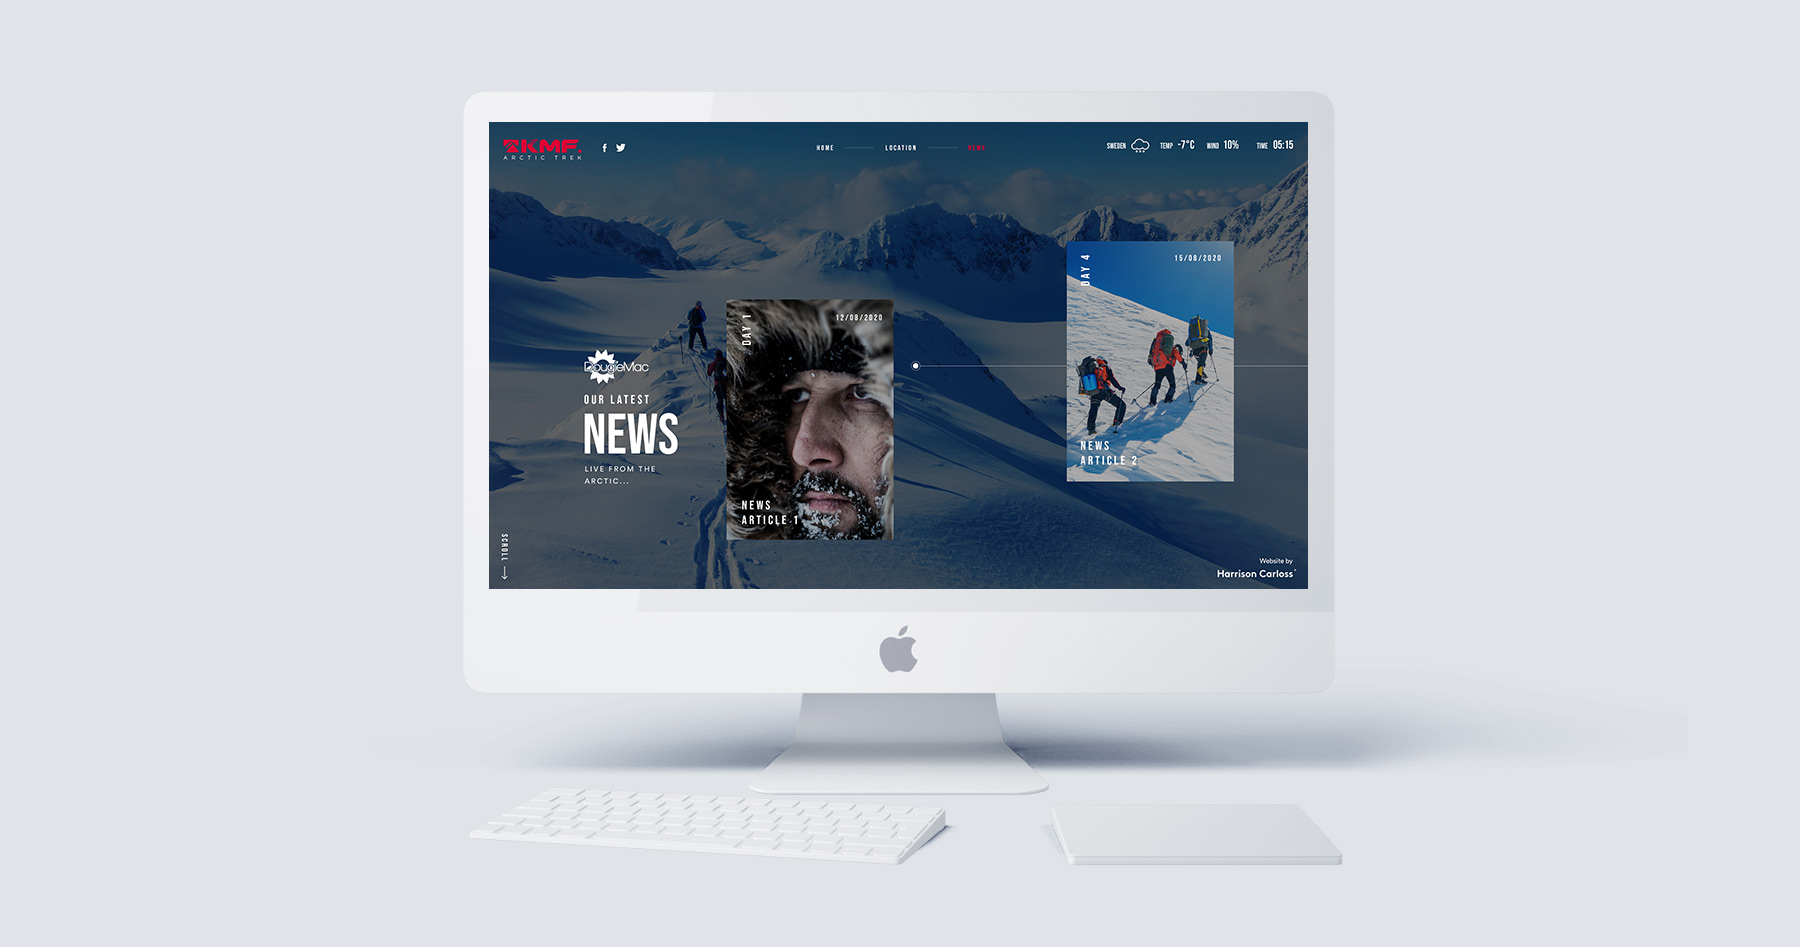 KMF.
ARCTIC TREK
HOME
LOCATION
NEWS
SWEDEN
TEMP -7°C
WIND 10%
TIME 05:15
DougieMac
OUR LATEST
NEWS
LIVE FROM THE
ARCTIC...
DAY 1
12/08/2020
NEWS
ARTICLE 1
DAY 4
15/08/2020
NEWS
ARTICLE 2
SCROLL
Website by
Harrison Carloss